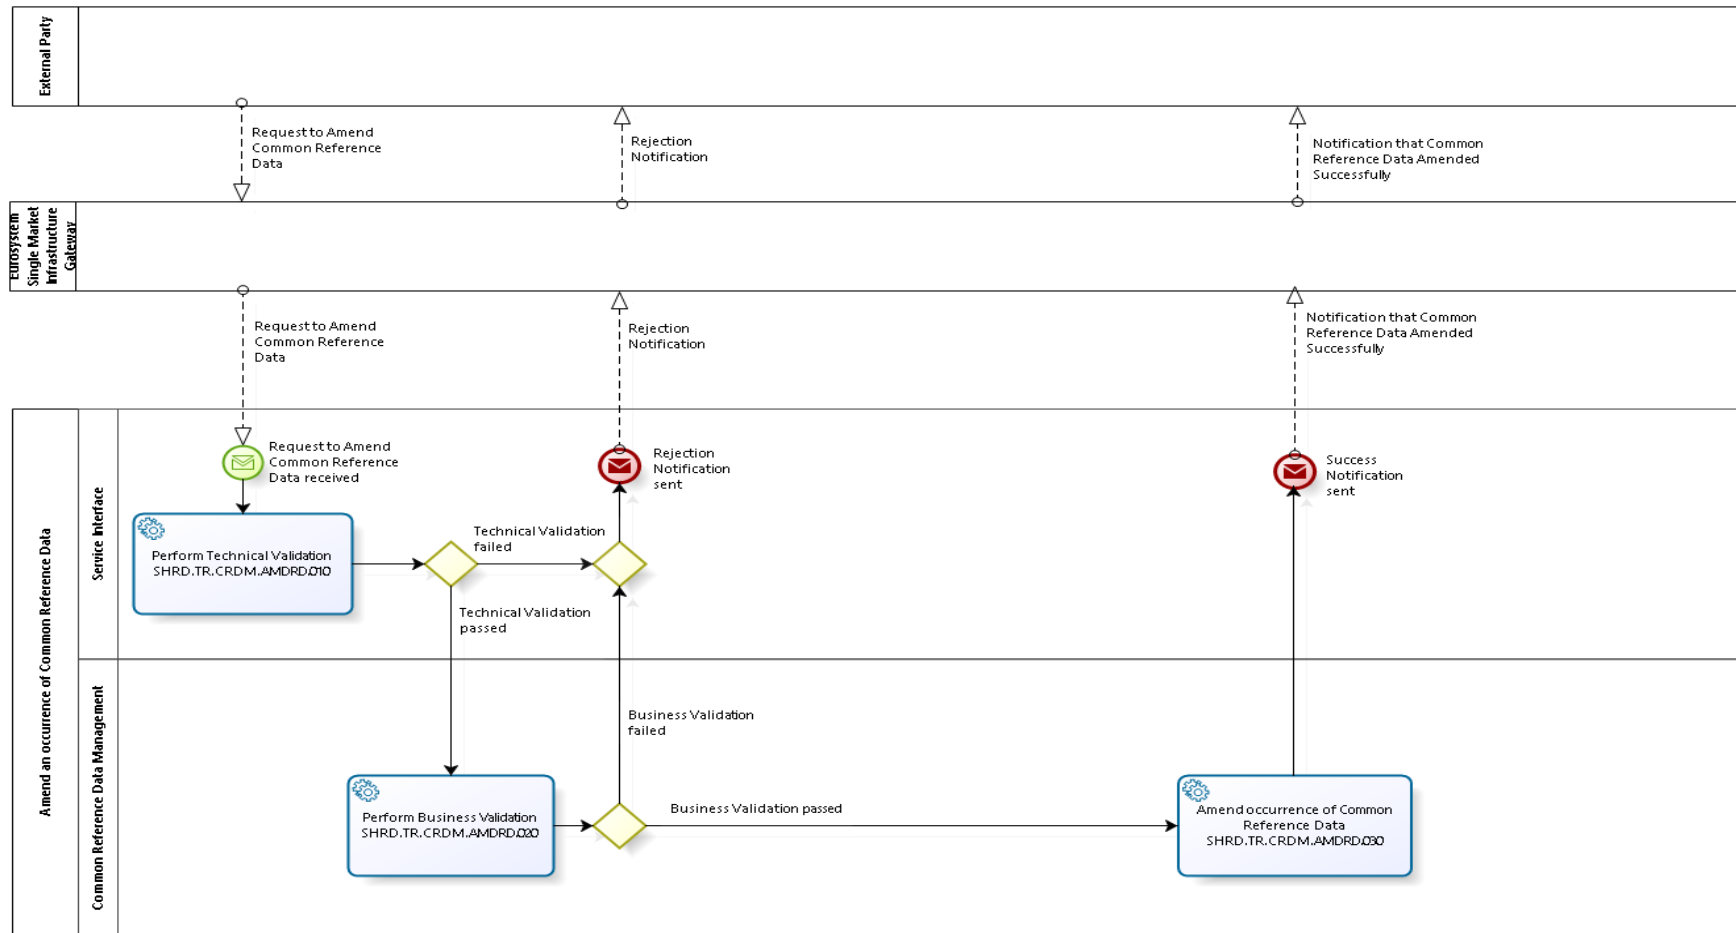 External Party
Request to Amend
Common Reference
Data
Rejection
Notification
Notification that Common
Reference Data Amended
Successfully
Eurosystem
Single Market
Infrastructure
Gateway
Request to Amend
Common Reference
Data
Rejection
Notification
Notification that Common
Reference Data Amended
Successfully
Amend an occurrence of Common Reference Data
Service Interface
Request to Amend
Common Reference
Data received
Rejection
Notification
sent
Success
Notification
sent
Perform Technical Validation
SHRD.TR.CRDM.AMDRD.010
Technical Validation
failed
Technical Validation
passed
Common Reference Data Management
Business Validation
failed
Perform Business Validation
SHRD.TR.CRDM.AMDRD.020
Business Validation passed
Amend occurrence of Common
Reference Data
SHRD.TR.CRDM.AMDRD.030